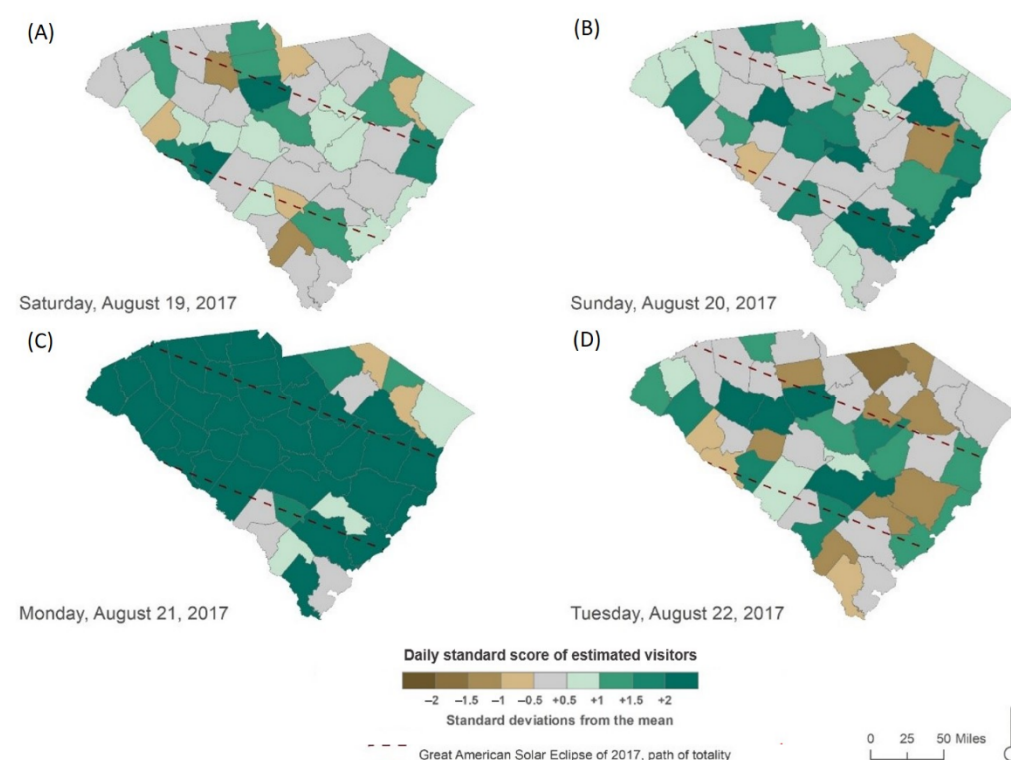 (A)
(B)
Saturday, August 19, 2017
Sunday, August 20, 2017
(C)
(D)
Monday, August 21, 2017
Tuesday, August 22, 2017
Daily standard score of estimated visitors
–2 –1.5 –1 –0.5 +0.5 +1 +1.5 +2
Standard deviations from the mean
Great American Solar Eclipse of 2017, path of totality
0 25 50 Miles